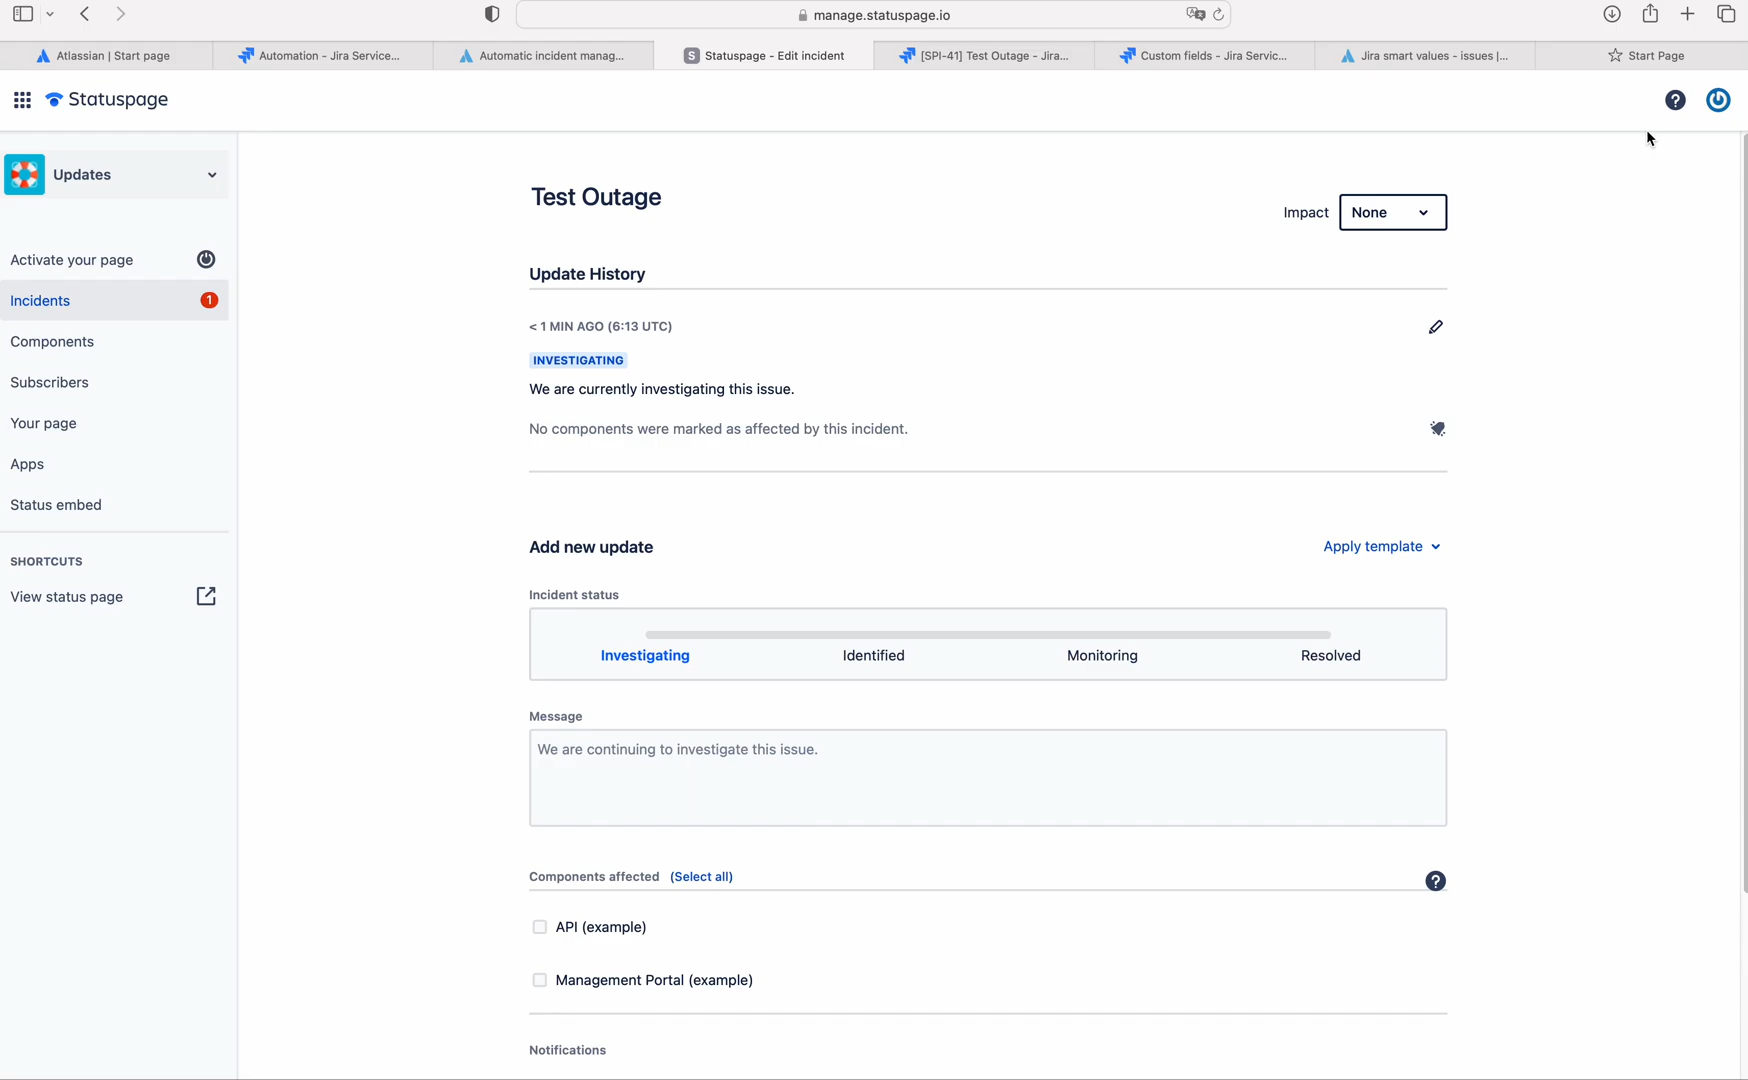 manage.statuspage.io
Atlassian | Start page
Automation - Jira Service...
Automatic incident manag...
S Statuspage - Edit incident
[SPI-41] Test Outage - Jira...
Custom fields - Jira Servic...
Jira smart values - issues |...
Start Page
Statuspage
?
Updates
Test Outage
Impact
None
Activate your page
Update History
Incidents
1
< 1 MIN AGO (6:13 UTC)
Components
INVESTIGATING
Subscribers
We are currently investigating this issue.
Your page
No components were marked as affected by this incident.
Apps
Status embed
Add new update
Apply template
SHORTCUTS
View status page
Incident status
Investigating
Identified
Monitoring
Resolved
Message
We are continuing to investigate this issue.
Components affected (Select all)
?
API (example)
Management Portal (example)
Notifications